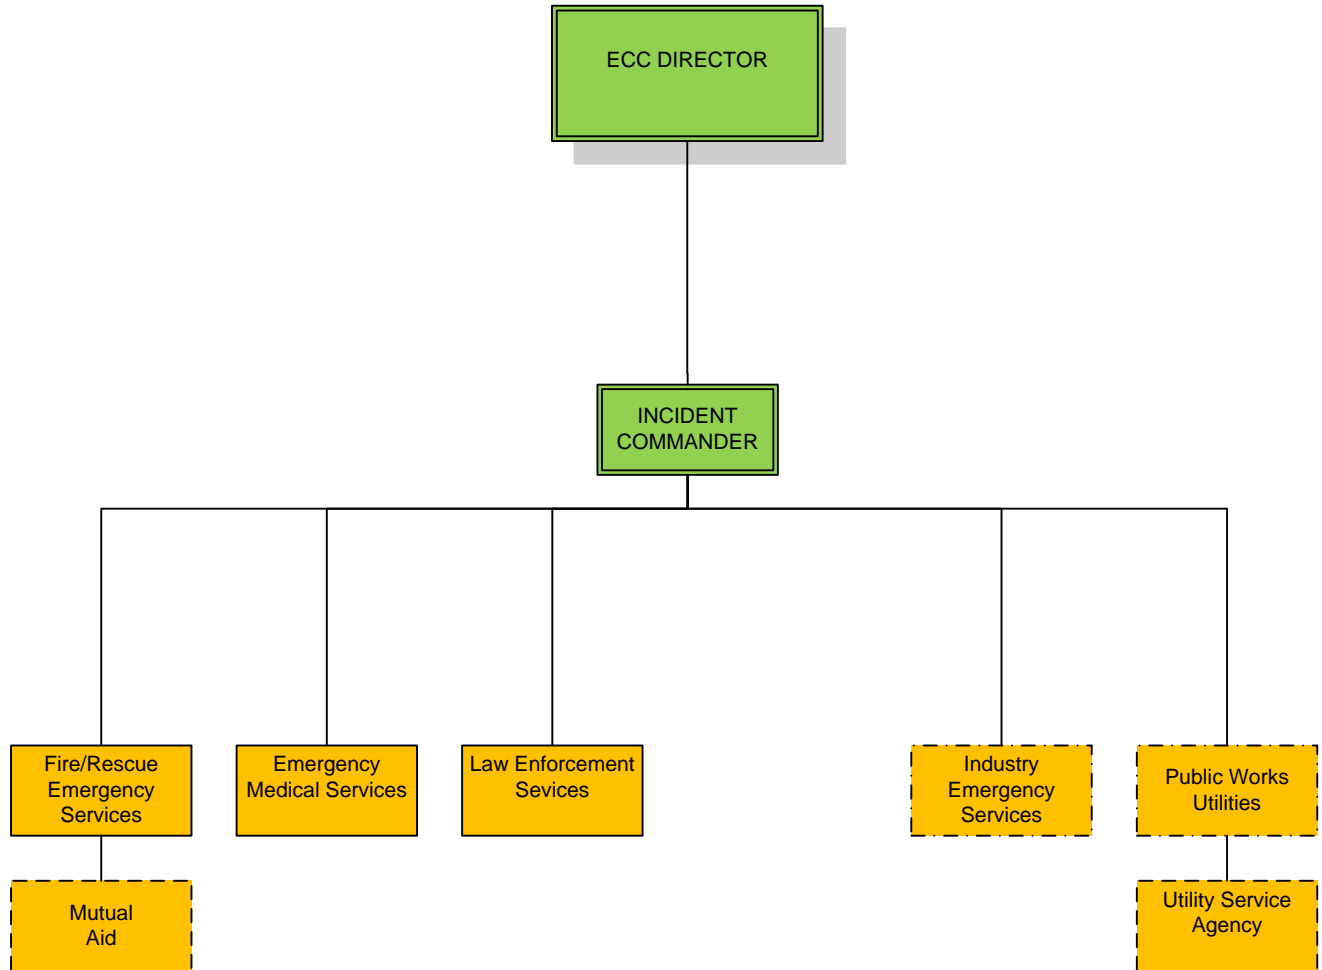 ECC DIRECTOR
INCIDENT
COMMANDER
Fire/Rescue
Emergency
Services
Emergency
Medical Services
Law Enforcement
Sevices
Industry
Emergency
Services
Public Works
Utilities
Mutual
Aid
Utility Service
Agency